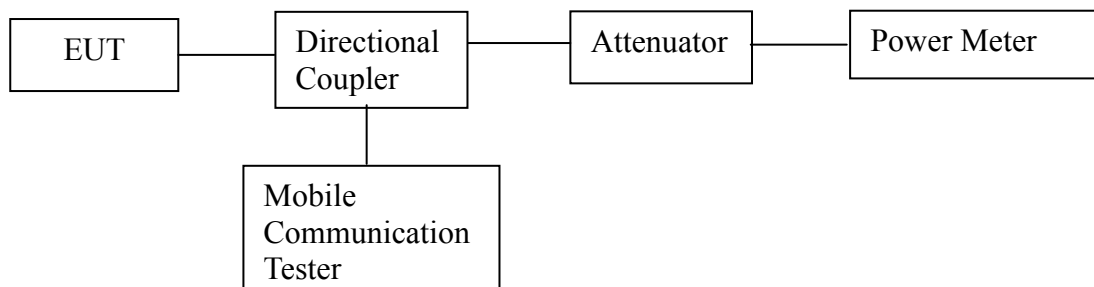 EUT
Directional
Coupler
Attenuator
Power Meter
Mobile
Communication
Tester